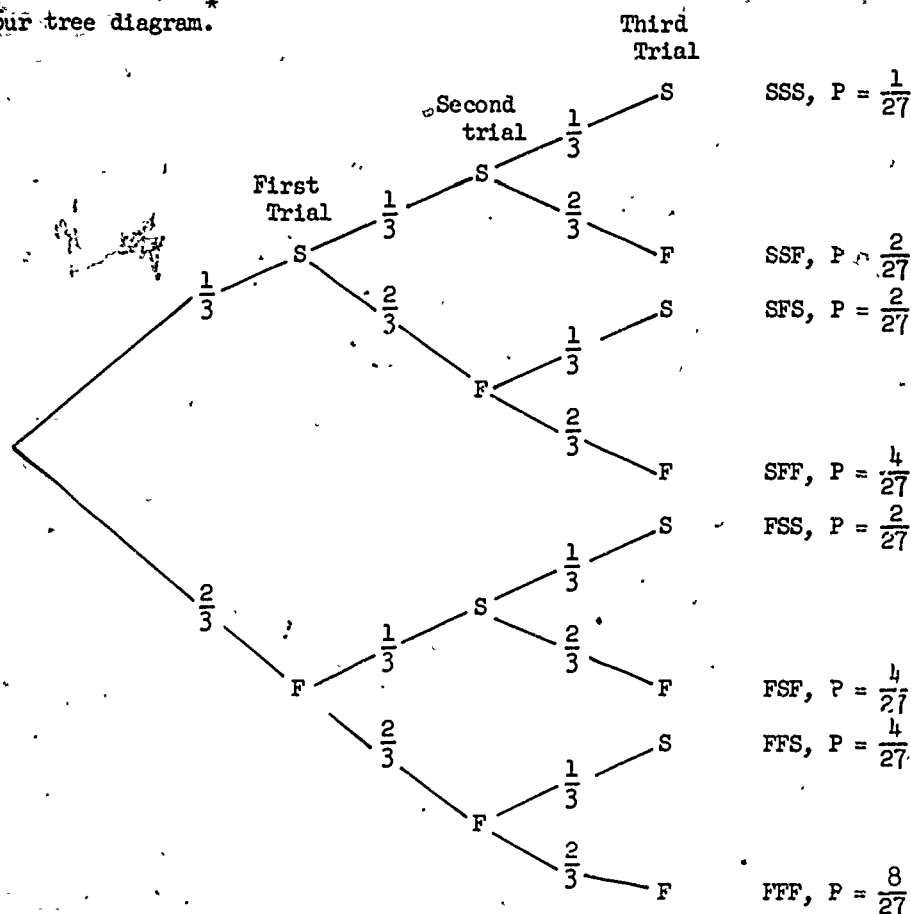 our tree diagram.*
Third
Trial
Second
trial
First
Trial
S
SSS, P = 1/27
1/3
S
1/3
2/3
S
F
SSF, P 2/27
1/3
2/3
S
SFS, P = 2/27
1/3
F
2/3
F
SFF, P = 4/27
S
FSS, P = 2/27
1/3
2/3
S
1/3
2/3
F
F
FSF, P = 4/27
2/3
S
FFS, P = 4/27
1/3
F
2/3
F
FFF, P = 8/27